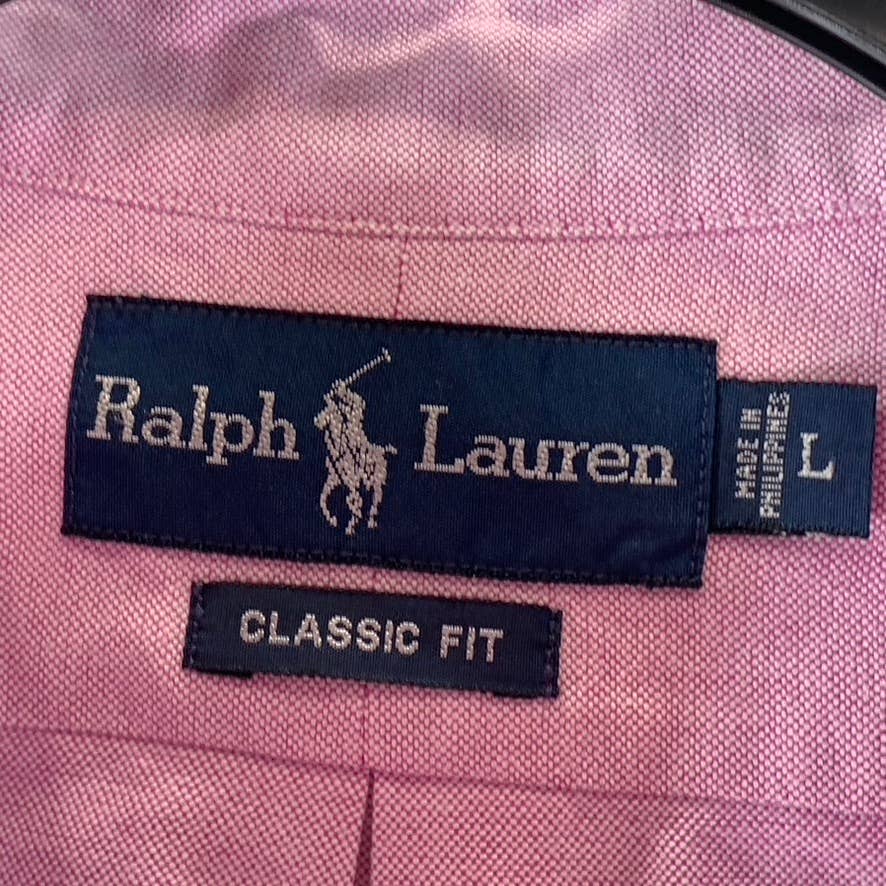 Ralph Lauren
MADE IN
PHILIPPINES
L
CLASSIC FIT